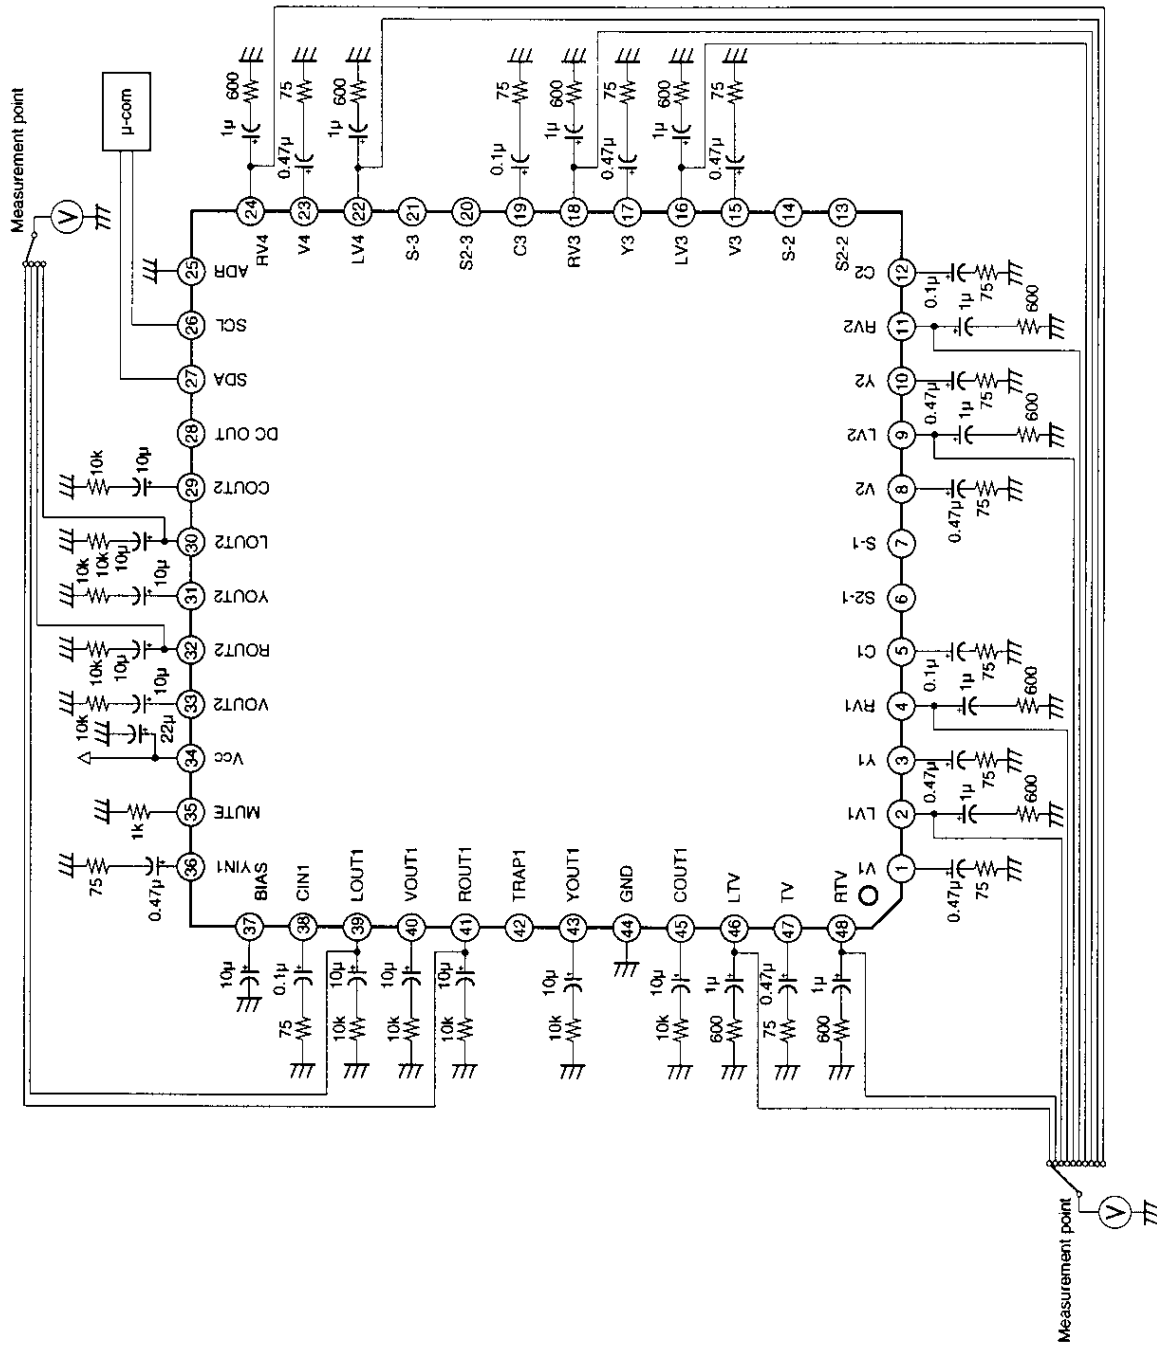 Measurement point
V
µ-com
600
1µ
24
RV4
75
0.47µ
23
V4
600
1µ
22
LV4
21
S-3
20
S2-3
75
0.1µ
19
C3
600
1µ
18
RV3
75
0.47µ
17
Y3
600
1µ
16
LV3
75
0.47µ
15
V3
14
S-2
13
S2-2
25
ADR
26
SCL
27
SDA
28
DC OUT
10k
10µ
29
COUT2
10k
10µ
30
LOUT2
10k
10µ
31
YOUT2
10k
10µ
32
ROUT2
10k
10µ
33
VOUT2
22µ
34
Vcc
1k
35
MUTE
75
0.47µ
36
YIN1
12
C2
0.1µ
75
11
RV2
1µ
600
10
Y2
0.47µ
75
9
LV2
1µ
600
8
V2
0.47µ
75
7
S-1
6
S2-1
5
C1
0.1µ
75
4
RV1
1µ
600
3
Y1
0.47µ
75
2
LV1
1µ
600
1
V1
0.47µ
75
BIAS
37
10µ
CIN1
38
0.1µ
75
LOUT1
39
10µ
10k
VOUT1
40
10µ
10k
ROUT1
41
10µ
10k
TRAP1
42
YOUT1
43
10µ
10k
GND
44
COUT1
45
10µ
10k
LTV
46
1µ
600
TV
47
0.47µ
75
RTV
48
1µ
600
Measurement point
V